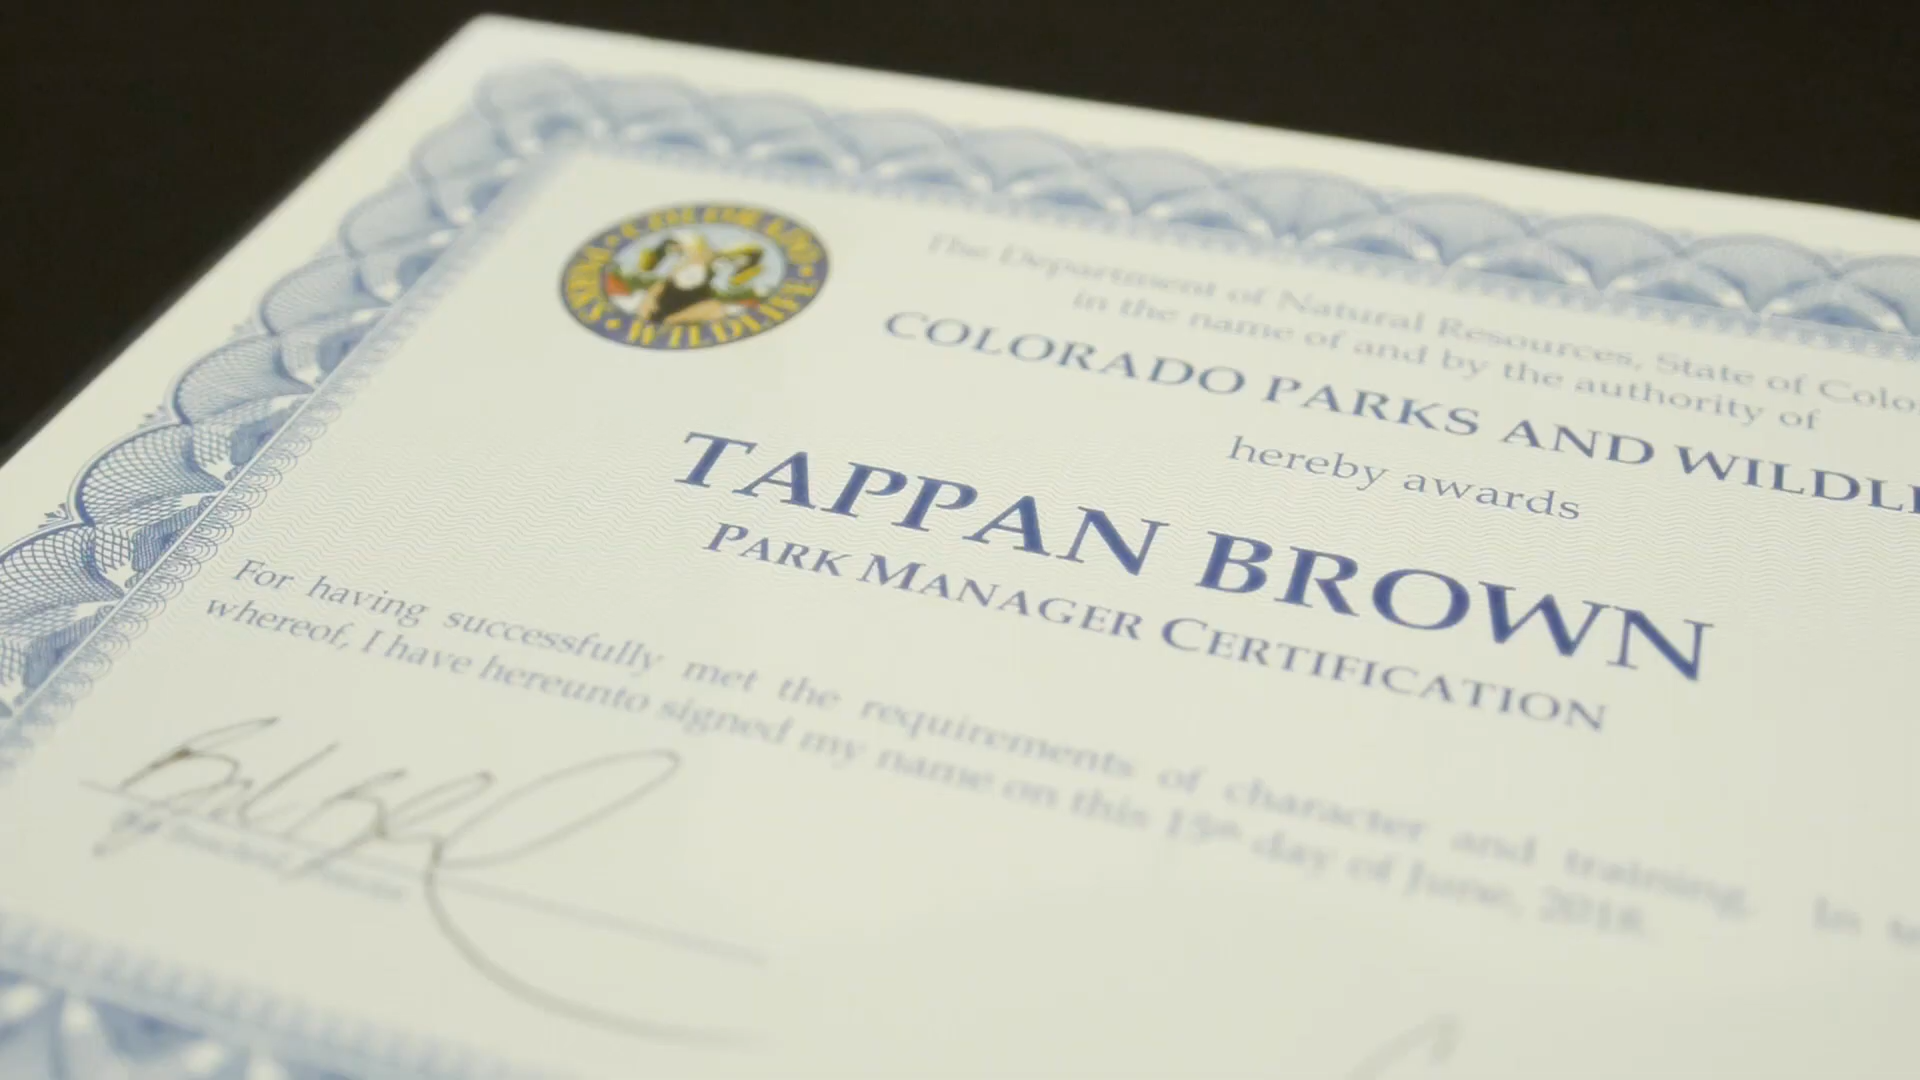 COLORADO • PARKS • WILDLIFE •
The Department of Natural Resources, State of Colo
in the name of and by the authority of
COLORADO PARKS AND WILDLI
hereby awards
TAPPAN BROWN
PARK MANAGER CERTIFICATION
For having successfully met the requirements of character and training. In
whereof, I have hereunto signed my name on this 15th day of June, 2018.